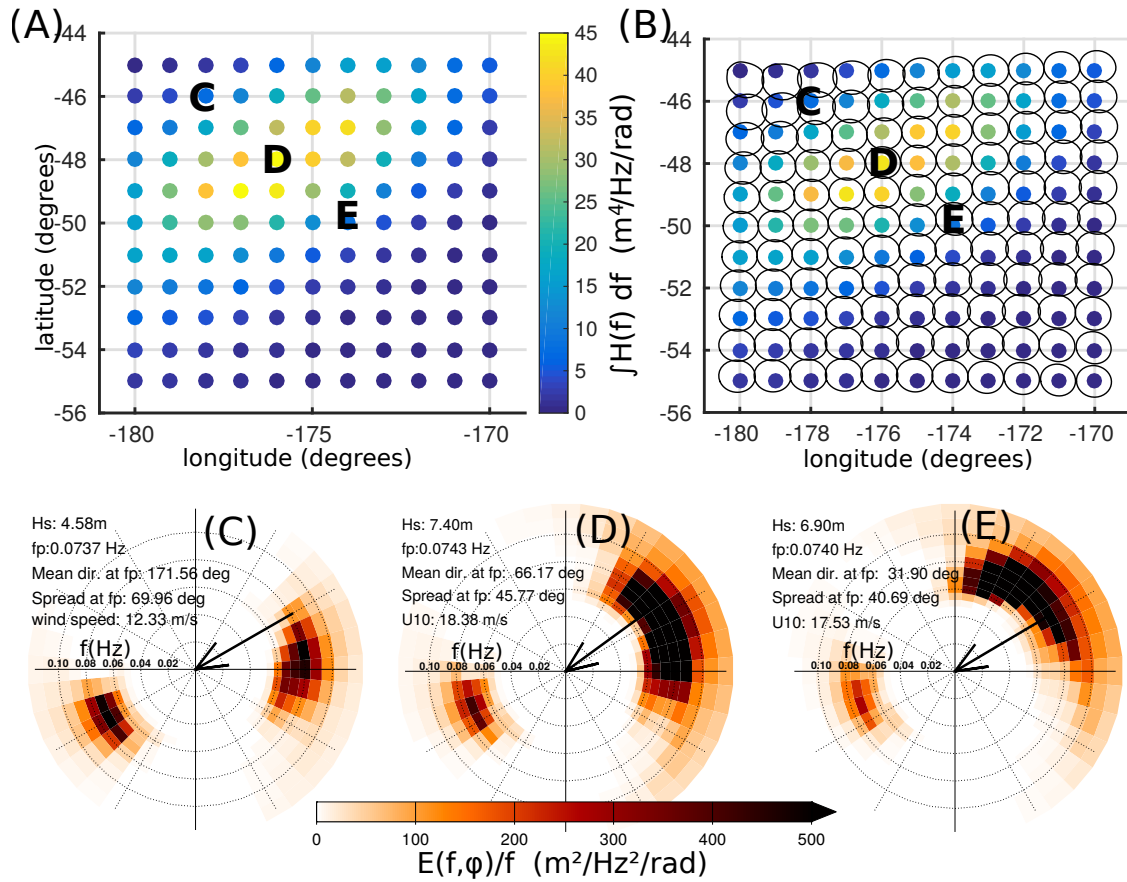 (A)
-44
-46
-48
-50
-52
-54
-56
latitude (degrees)
-180
-175
-170
longitude (degrees)
C
D
E
45
40
35
30
25
20
15
10
5
0
∫H(f) df (m⁴/Hz/rad)
(B)
-44
-46
-48
-50
-52
-54
-56
-180
-178
-176
-174
-172
-170
longitude (degrees)
C
D
E
(C)
Hs: 4.58m
fp:0.0737 Hz
Mean dir. at fp: 171.56 deg
Spread at fp: 69.96 deg
wind speed: 12.33 m/s
f(Hz)
0.10 0.08 0.06 0.04 0.02
(D)
Hs: 7.40m
fp:0.0743 Hz
Mean dir. at fp: 66.17 deg
Spread at fp: 45.77 deg
U10: 18.38 m/s
f(Hz)
0.10 0.08 0.06 0.04 0.02
(E)
Hs: 6.90m
fp:0.0740 Hz
Mean dir. at fp: 31.90 deg
Spread at fp: 40.69 deg
U10: 17.53 m/s
f(Hz)
0.10 0.08 0.06 0.04 0.02
0 100 200 300 400 500
E(f,φ)/f (m²/Hz²/rad)